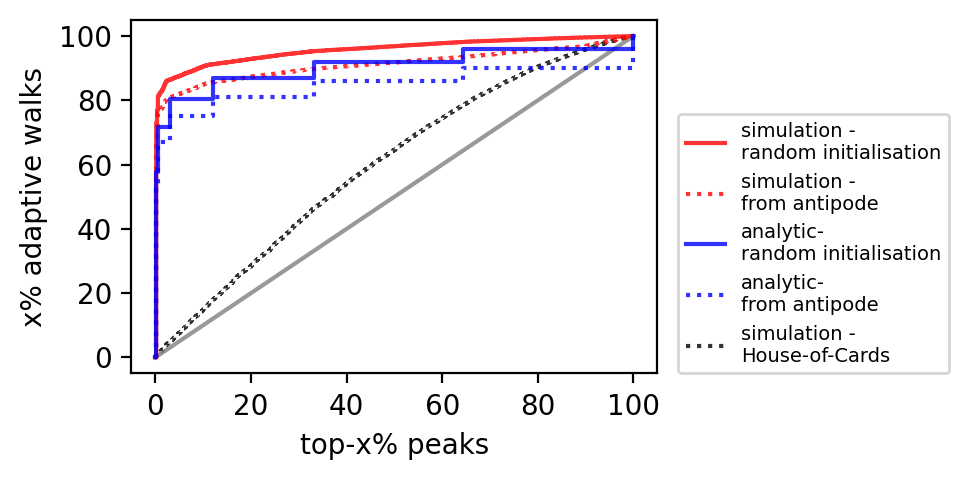 100
80
60
40
20
0
x% adaptive walks
0 20 40 60 80 100
top-x% peaks
simulation -
random initialisation
simulation -
from antipode
analytic-
random initialisation
analytic-
from antipode
simulation -
House-of-Cards